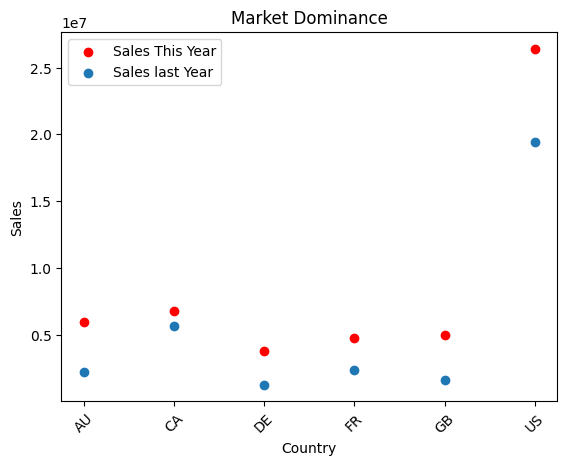 Market Dominance
1e7
Sales This Year
Sales last Year
2.5
2.0
1.5
1.0
0.5
Sales
AU
CA
DE
FR
GB
US
Country